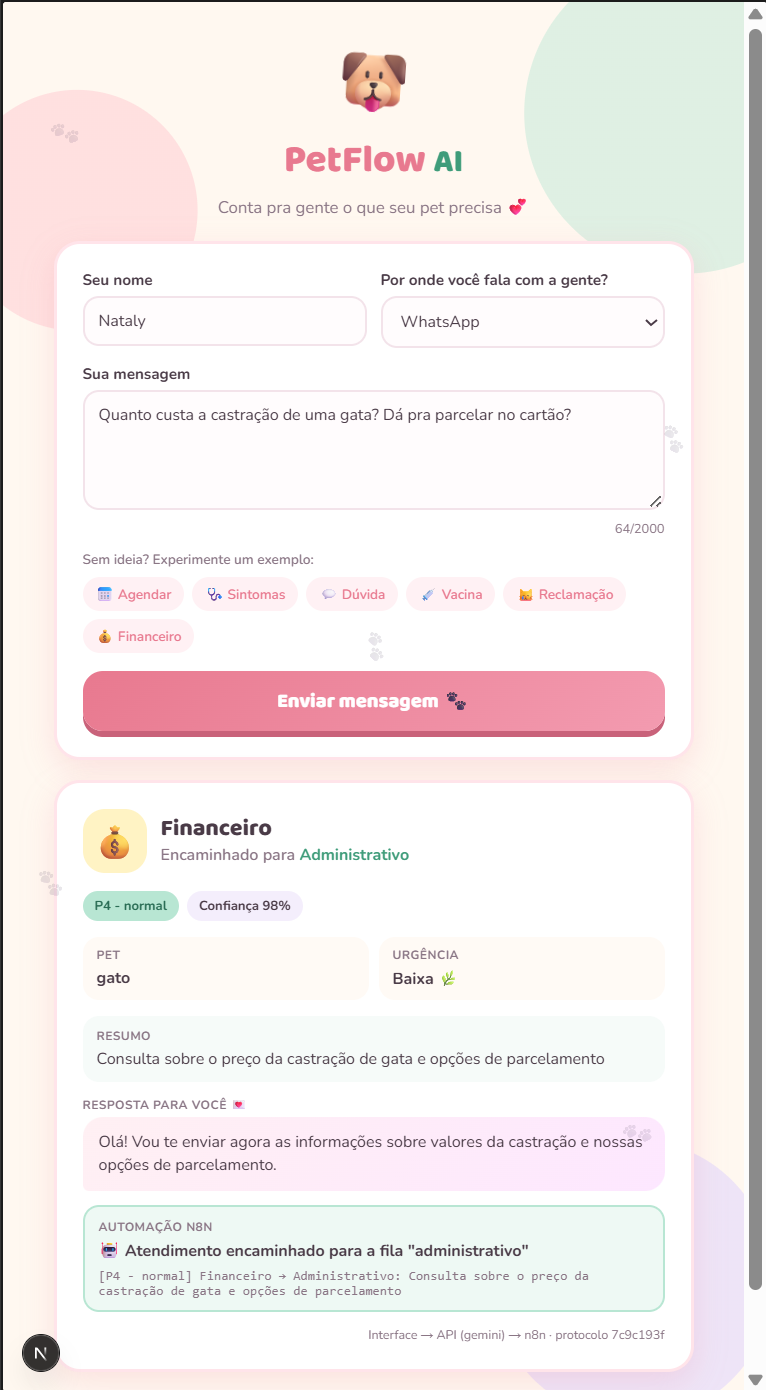 PetFlow AI
Conta pra gente o que seu pet precisa 💕
Seu nome
Por onde você fala com a gente?
Nataly
WhatsApp
Sua mensagem
Quanto custa a castração de uma gata? Dá pra parcelar no cartão?
64/2000
Sem ideia? Experimente um exemplo:
Agendar
Sintomas
Dúvida
Vacina
Reclamação
Financeiro
Enviar mensagem 🐾
Financeiro
Encaminhado para Administrativo
P4 - normal
Confiança 98%
PET
URGÊNCIA
gato
Baixa 🌿
RESUMO
Consulta sobre o preço da castração de gata e opções de parcelamento
RESPOSTA PARA VOCÊ 💌
Olá! Vou te enviar agora as informações sobre valores da castração e nossas
opções de parcelamento.
AUTOMAÇÃO N8N
🤖 Atendimento encaminhado para a fila "administrativo"
[P4 - normal] Financeiro → Administrativo: Consulta sobre o preço da
castração de gata e opções de parcelamento
Interface → API (gemini) → n8n · protocolo 7c9c193f
N